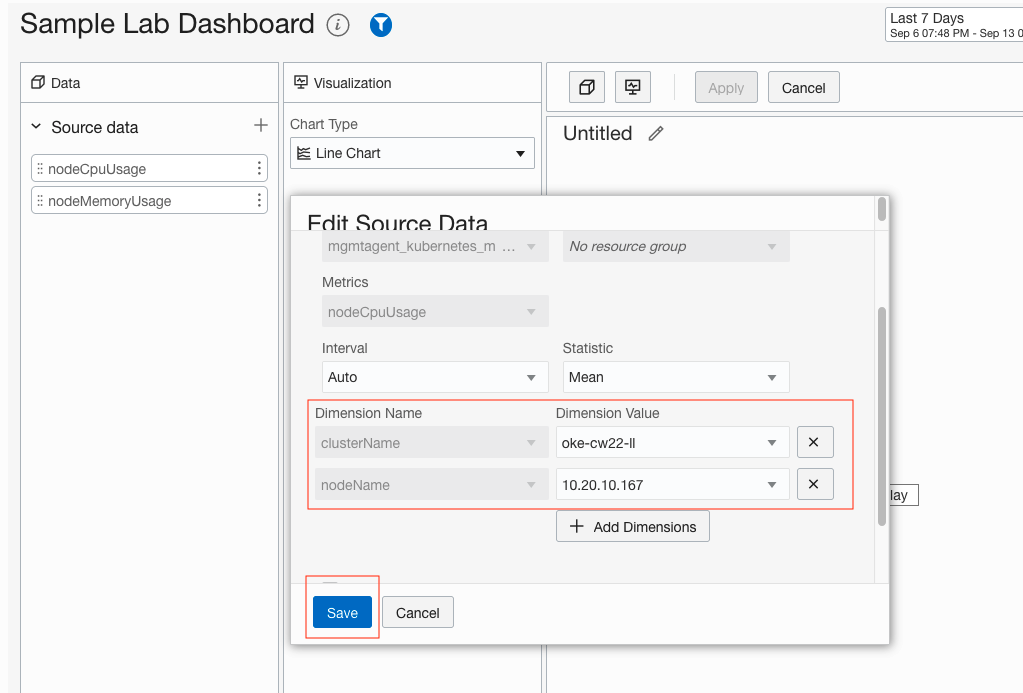 Sample Lab Dashboard
Last 7 Days
Sep 6 07:48 PM - Sep 13 0
Data
Visualization
Apply
Cancel
Source data
Chart Type
Line Chart
Untitled
nodeCpuUsage
nodeMemoryUsage
Edit Source Data
mgmtagent_kubernetes_m ...
No resource group
Metrics
nodeCpuUsage
Interval
Statistic
Auto
Mean
Dimension Name
Dimension Value
clusterName
oke-cw22-ll
nodeName
10.20.10.167
lay
Add Dimensions
Save
Cancel